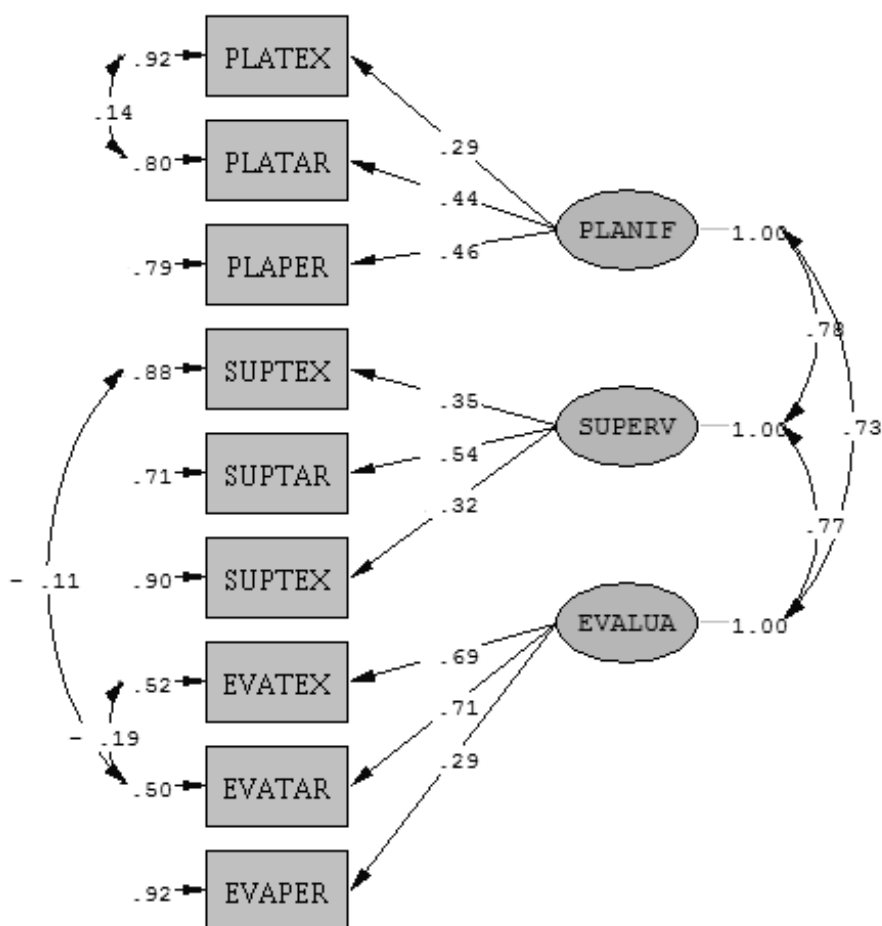 .92 PLATEX
.14
.29
.80 PLATAR
.44
PLANIF 1.00
.79 PLAPER
.46
.78
.88 SUPTEX
.35
SUPERV 1.00
.73
.71 SUPTAR
.54
.32
.77
- .11
.90 SUPTEX
EVALUA 1.00
.69
.52 EVATEX
.71
- .19
.29
.50 EVATAR
.92 EVAPER